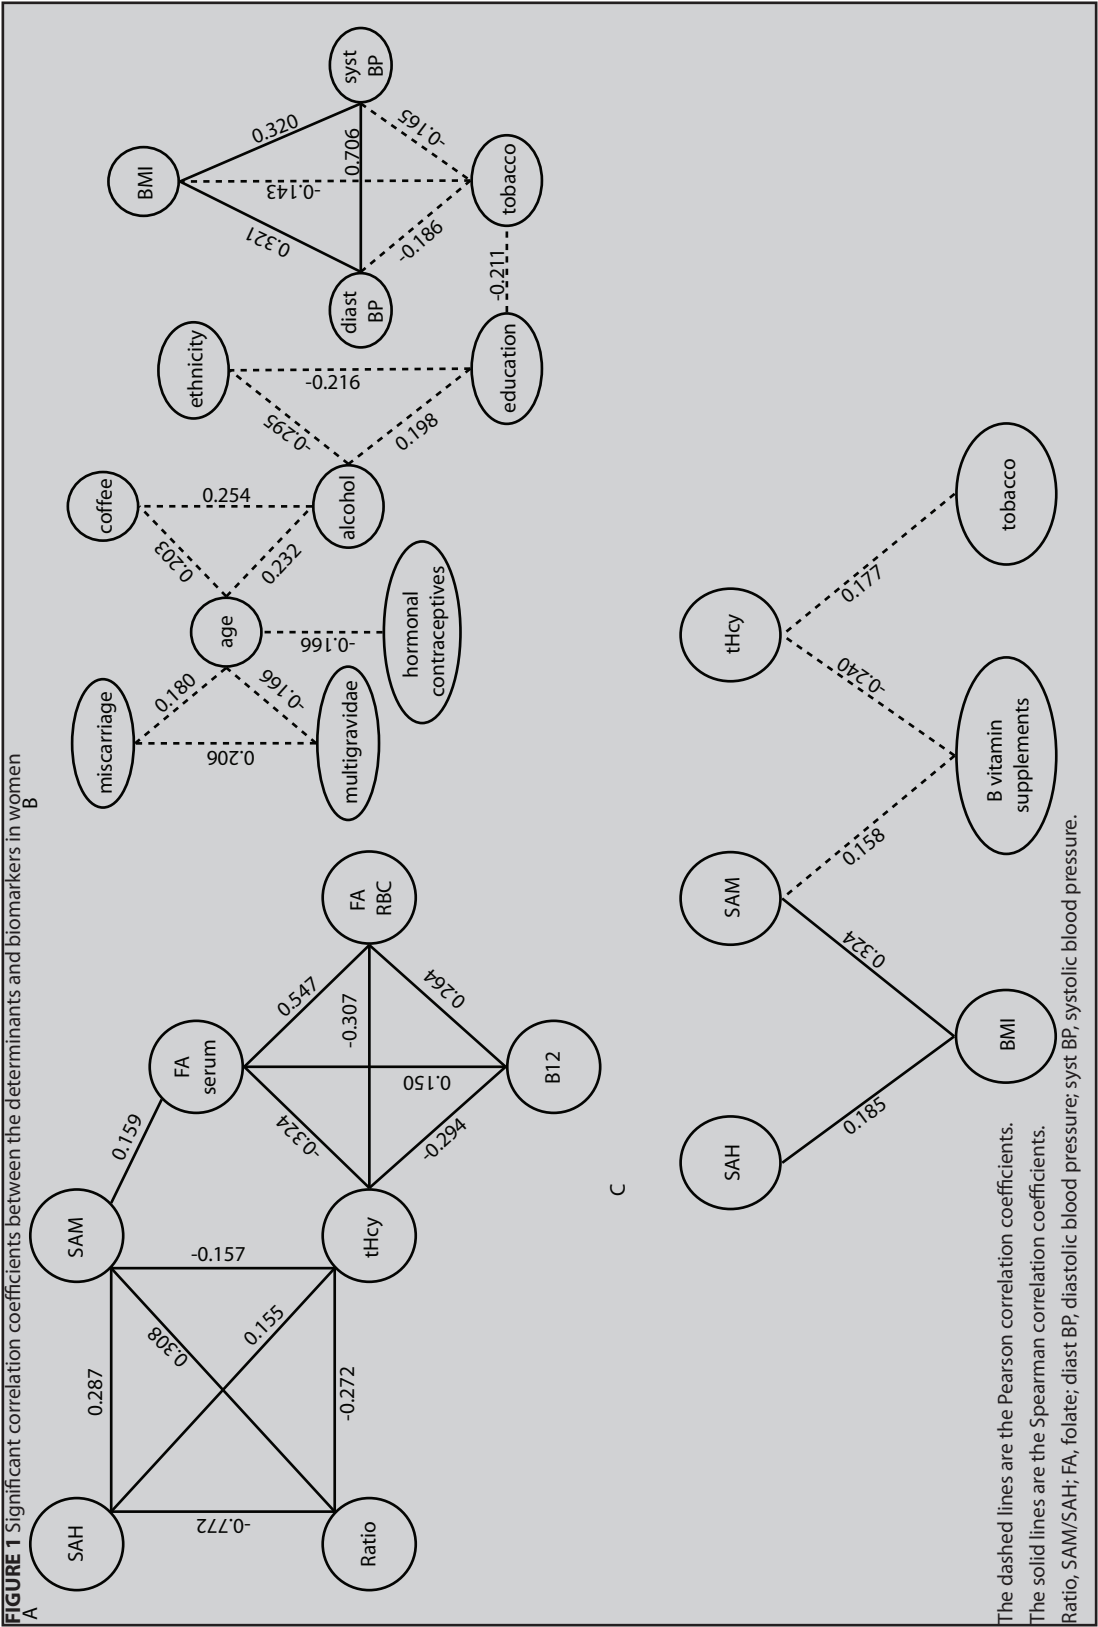 FIGURE 1 Significant correlation coefficients between the determinants and biomarkers in women
A
SAH
SAM
Ratio
tHcy
FA
serum
FA
RBC
B12
0.287
-0.772
0.308
0.155
-0.157
-0.272
0.159
-0.324
0.547
-0.307
0.150
-0.294
0.264
B
miscarriage
multigravidae
age
hormonal
contraceptives
coffee
alcohol
ethnicity
education
BMI
diast
BP
syst
BP
tobacco
0.180
0.206
-0.166
-0.166
0.203
0.232
0.254
-0.295
0.198
-0.216
-0.211
0.321
0.320
-0.143
0.706
-0.186
-0.165
C
SAH
SAM
tHcy
BMI
B vitamin
supplements
tobacco
0.185
0.324
0.158
-0.240
0.177
The dashed lines are the Pearson correlation coefficients.
The solid lines are the Spearman correlation coefficients.
Ratio, SAM/SAH; FA, folate; diast BP, diastolic blood pressure; syst BP, systolic blood pressure.